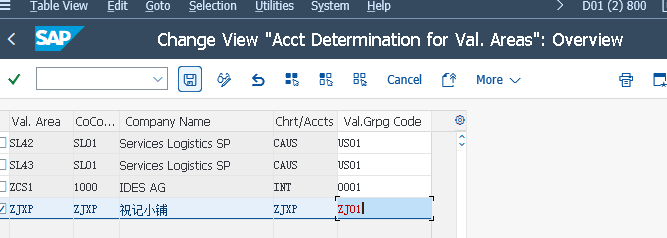 Table View Edit Goto Selection Utilities System Help D01 (2) 800
SAP Change View "Acct Determination for Val. Areas": Overview
Cancel More
Val. Area CoCo... Company Name Chrt/Accts Val.Grpg Code
SL42 SL01 Services Logistics SP CAUS US01
SL43 SL01 Services Logistics SP CAUS US01
ZCS1 1000 IDES AG INT 0001
ZJXP ZJXP 祝记小铺 ZJXP ZJ01